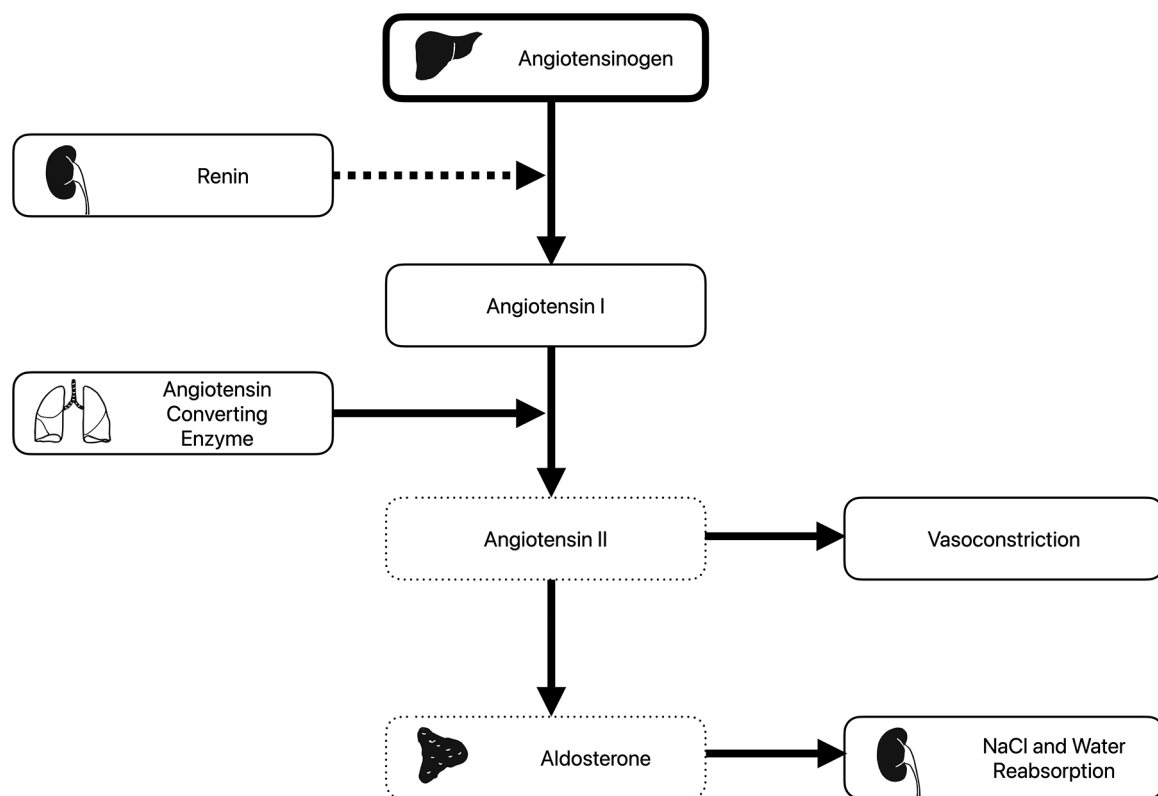 Angiotensinogen
Renin
Angiotensin I
Angiotensin
Converting
Enzyme
Angiotensin II
Vasoconstriction
Aldosterone
NaCl and Water
Reabsorption